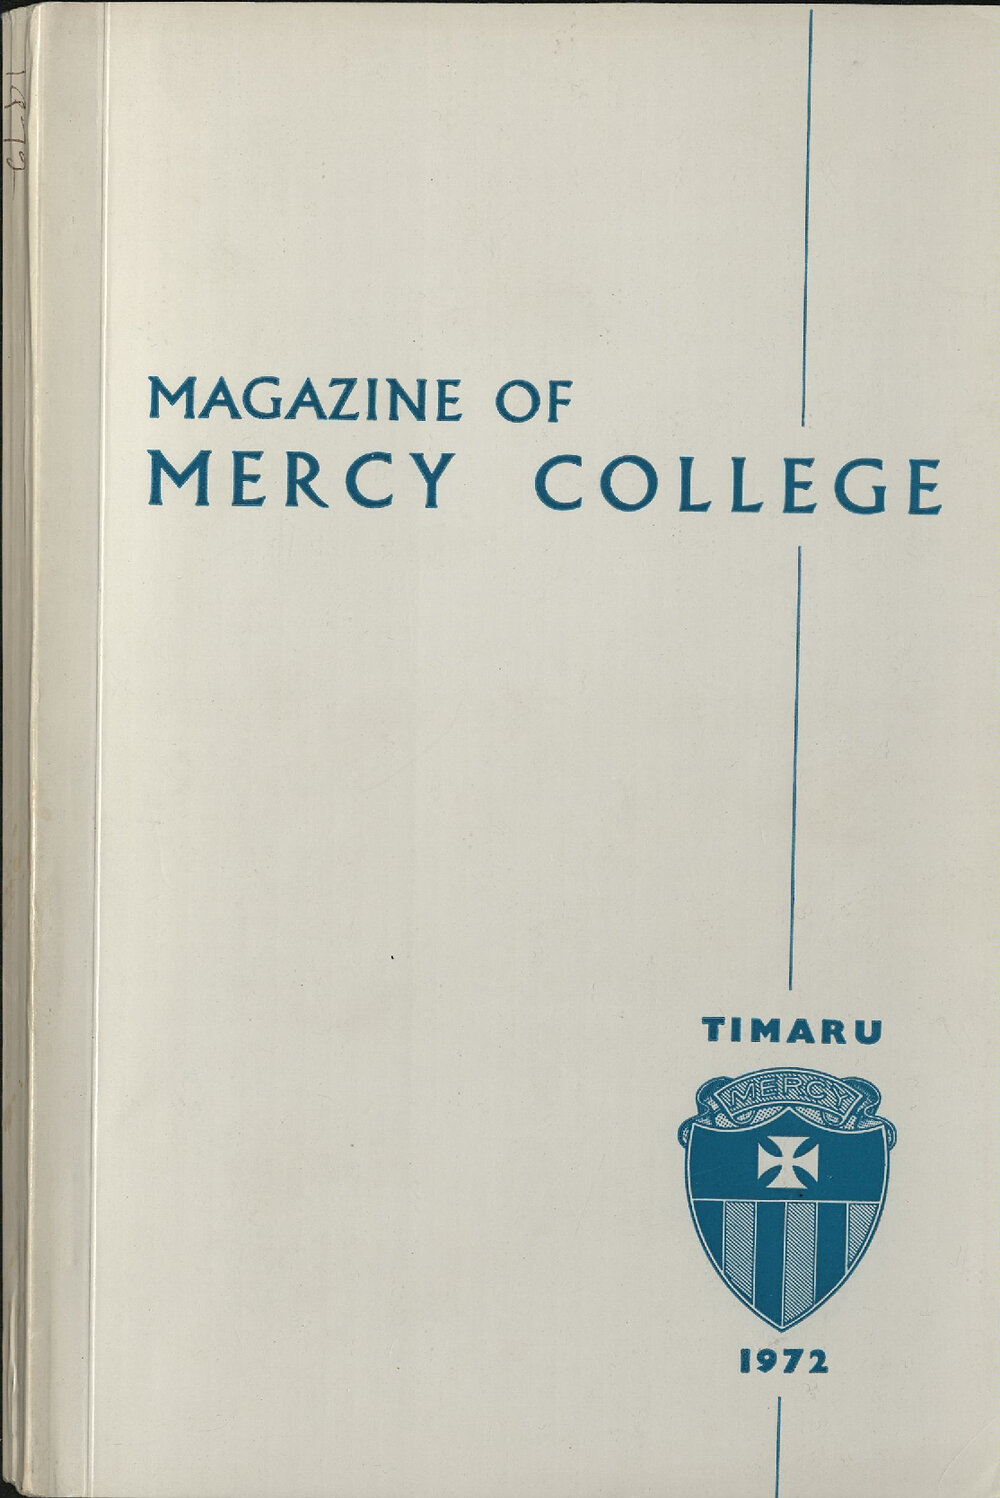 MAGAZINE OF
MERCY COLLEGE
TIMARU
MERCY
1972